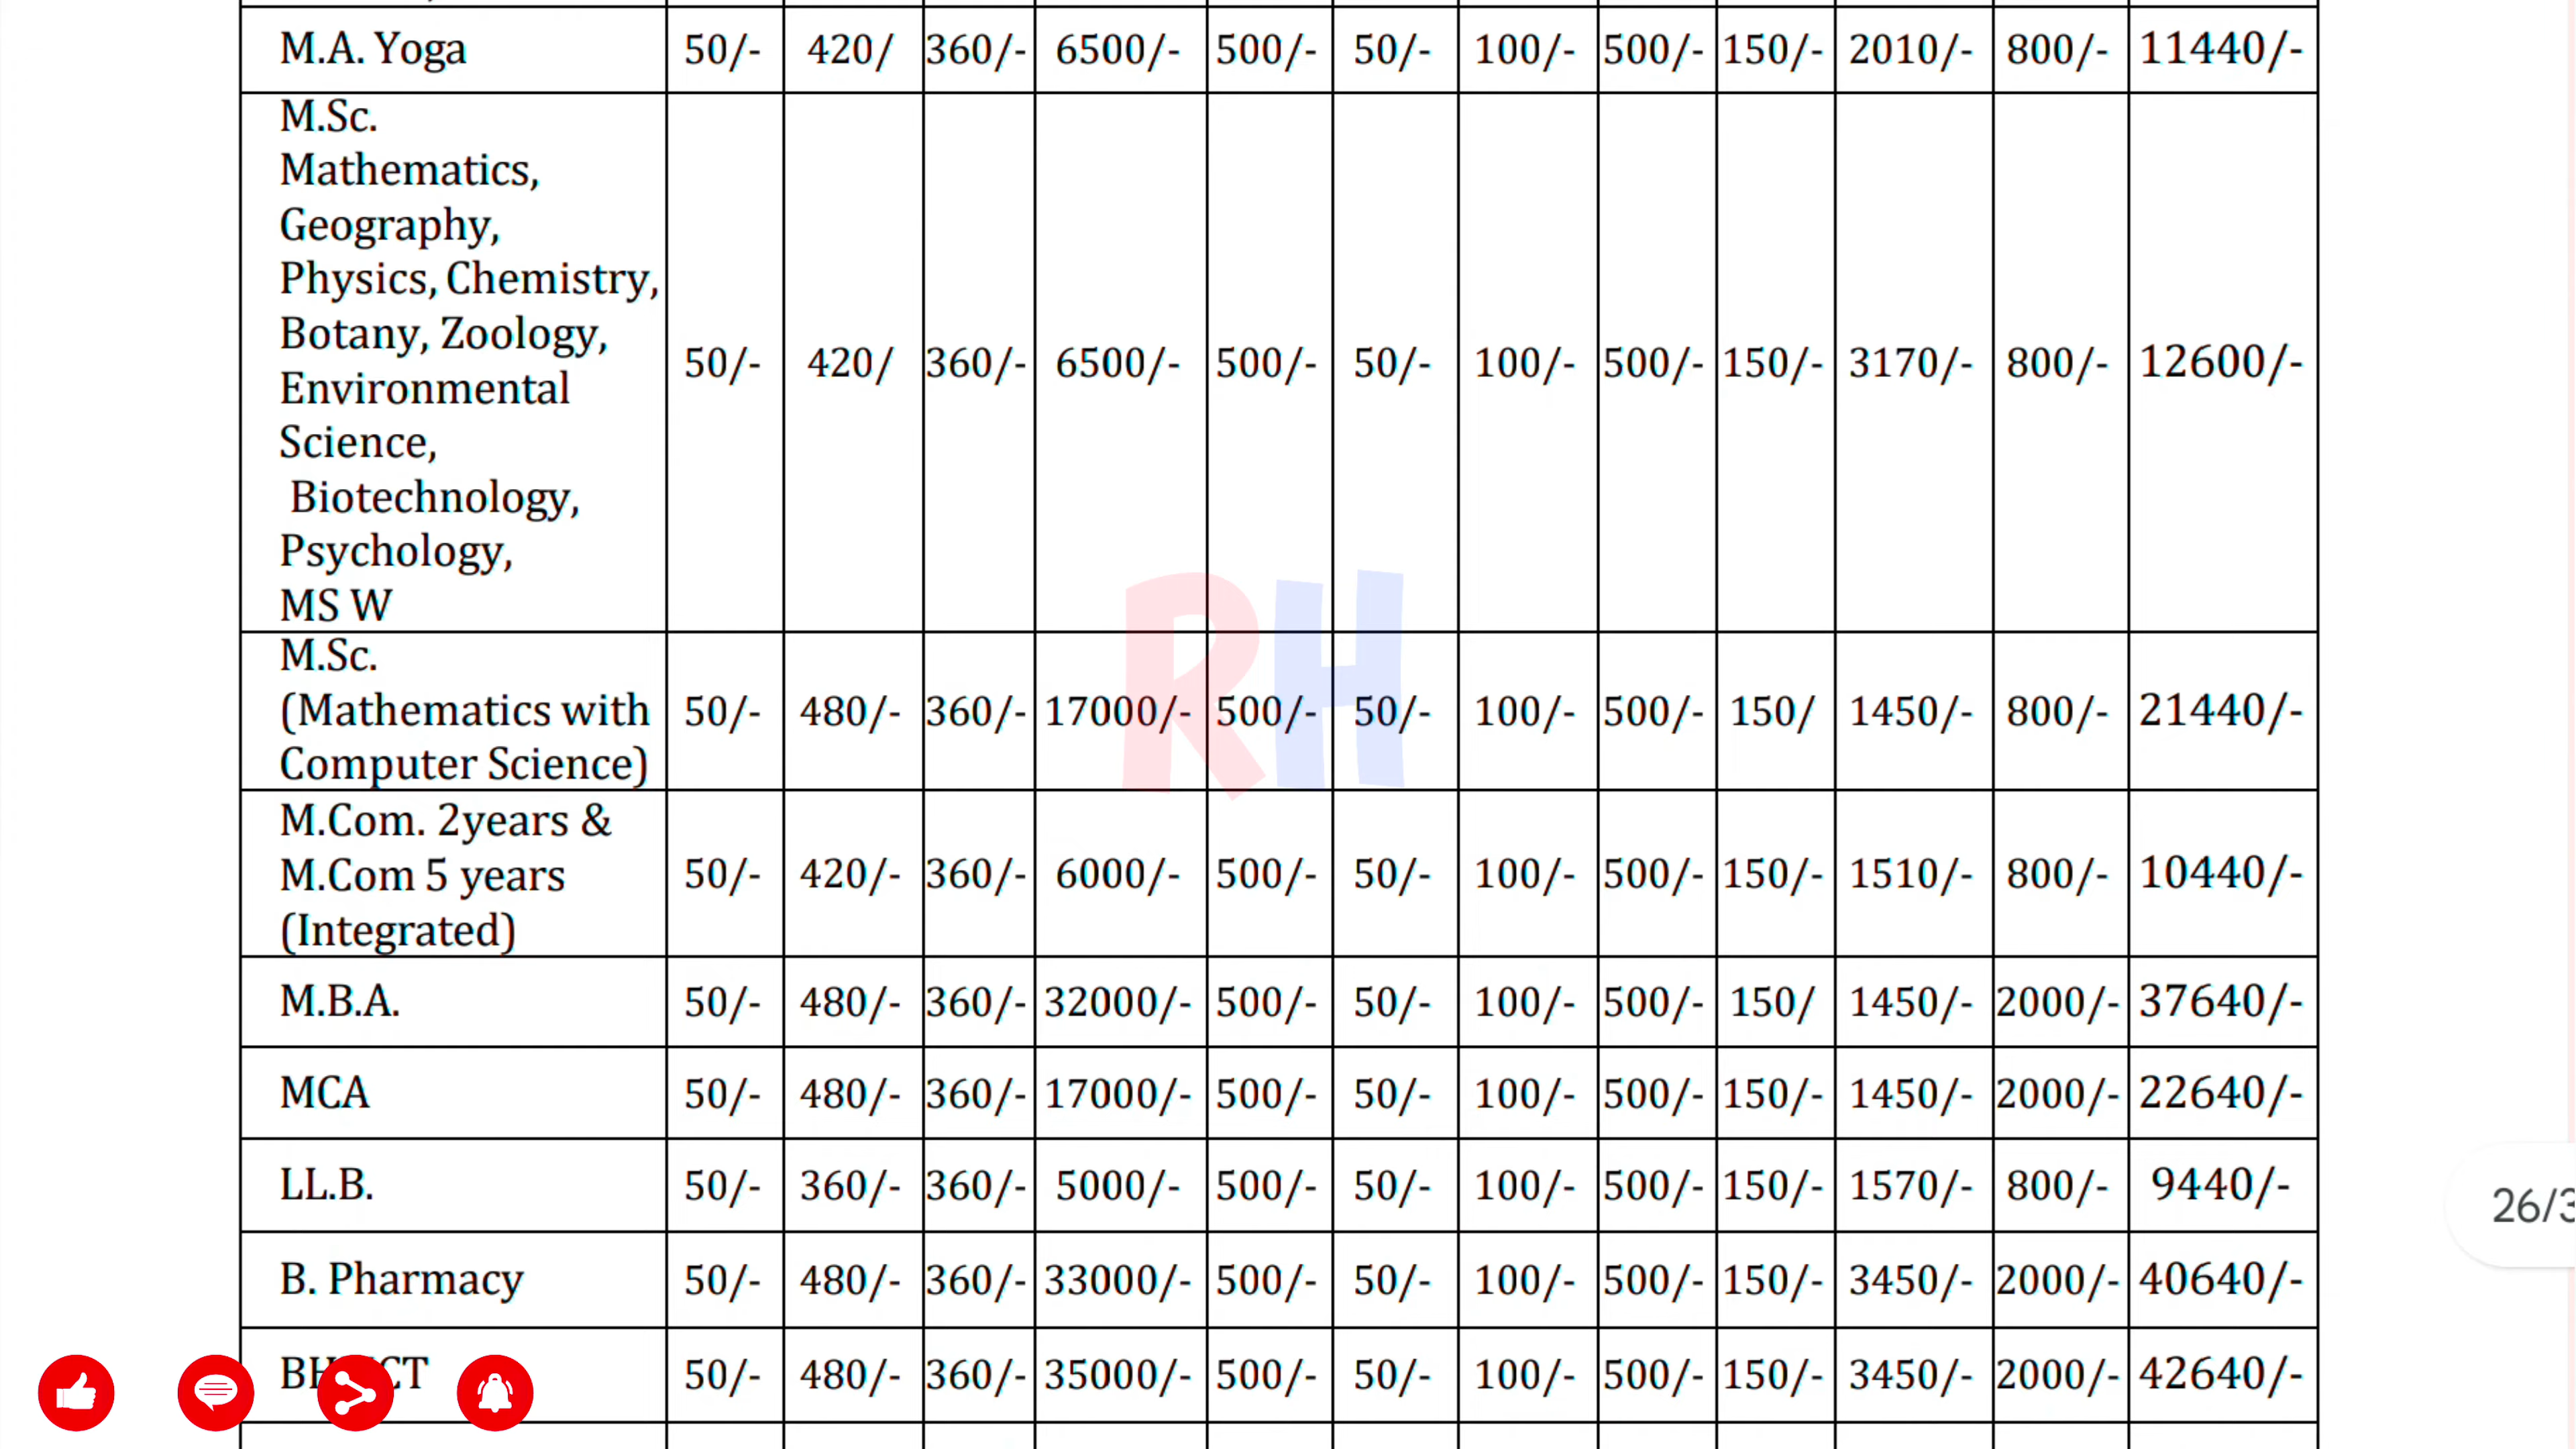 M.A. Yoga 50/- 420/ 360/- 6500/- 500/- 50/- 100/- 500/- 150/- 2010/- 800/- 11440/-
M.Sc.
Mathematics,
Geography,
Physics, Chemistry,
Botany, Zoology,
Environmental
Science,
Biotechnology,
Psychology,
MS W
50/- 420/ 360/- 6500/- 500/- 50/- 100/- 500/- 150/- 3170/- 800/- 12600/-
M.Sc.
(Mathematics with
Computer Science)
50/- 480/- 360/- 17000/- 500/- 50/- 100/- 500/- 150/ 1450/- 800/- 21440/-
RH
M.Com. 2years &
M.Com 5 years
(Integrated)
50/- 420/- 360/- 6000/- 500/- 50/- 100/- 500/- 150/- 1510/- 800/- 10440/-
M.B.A. 50/- 480/- 360/- 32000/- 500/- 50/- 100/- 500/- 150/ 1450/- 2000/- 37640/-
MCA 50/- 480/- 360/- 17000/- 500/- 50/- 100/- 500/- 150/- 1450/- 2000/- 22640/-
LL.B. 50/- 360/- 360/- 5000/- 500/- 50/- 100/- 500/- 150/- 1570/- 800/- 9440/-
26/3
B. Pharmacy 50/- 480/- 360/- 33000/- 500/- 50/- 100/- 500/- 150/- 3450/- 2000/- 40640/-
50/- 480/- 360/- 35000/- 500/- 50/- 100/- 500/- 150/- 3450/- 2000/- 42640/-